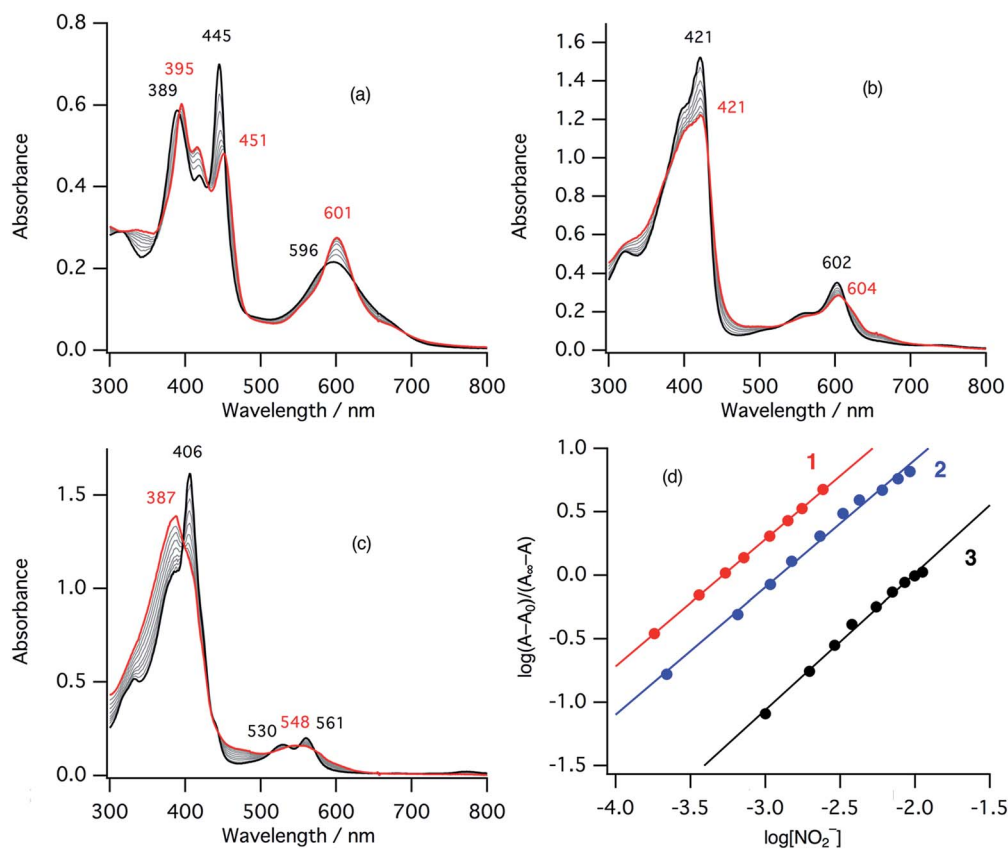 0.8
0.6
0.4
0.2
0.0
Absorbance
445
395
389
(a)
451
601
596
300 400 500 600 700 800
Wavelength / nm
1.6
1.4
1.2
1.0
0.8
0.6
0.4
0.2
0.0
Absorbance
421
(b)
421
602
604
300 400 500 600 700 800
Wavelength / nm
1.5
1.0
0.5
0.0
Absorbance
406
387
(c)
530 548 561
300 400 500 600 700 800
Wavelength / nm
1.0
0.5
0.0
-0.5
-1.0
-1.5
log(A–A₀)/(A∞–A)
(d)
1
2
3
-4.0 -3.5 -3.0 -2.5 -2.0 -1.5
log[NO₂⁻]